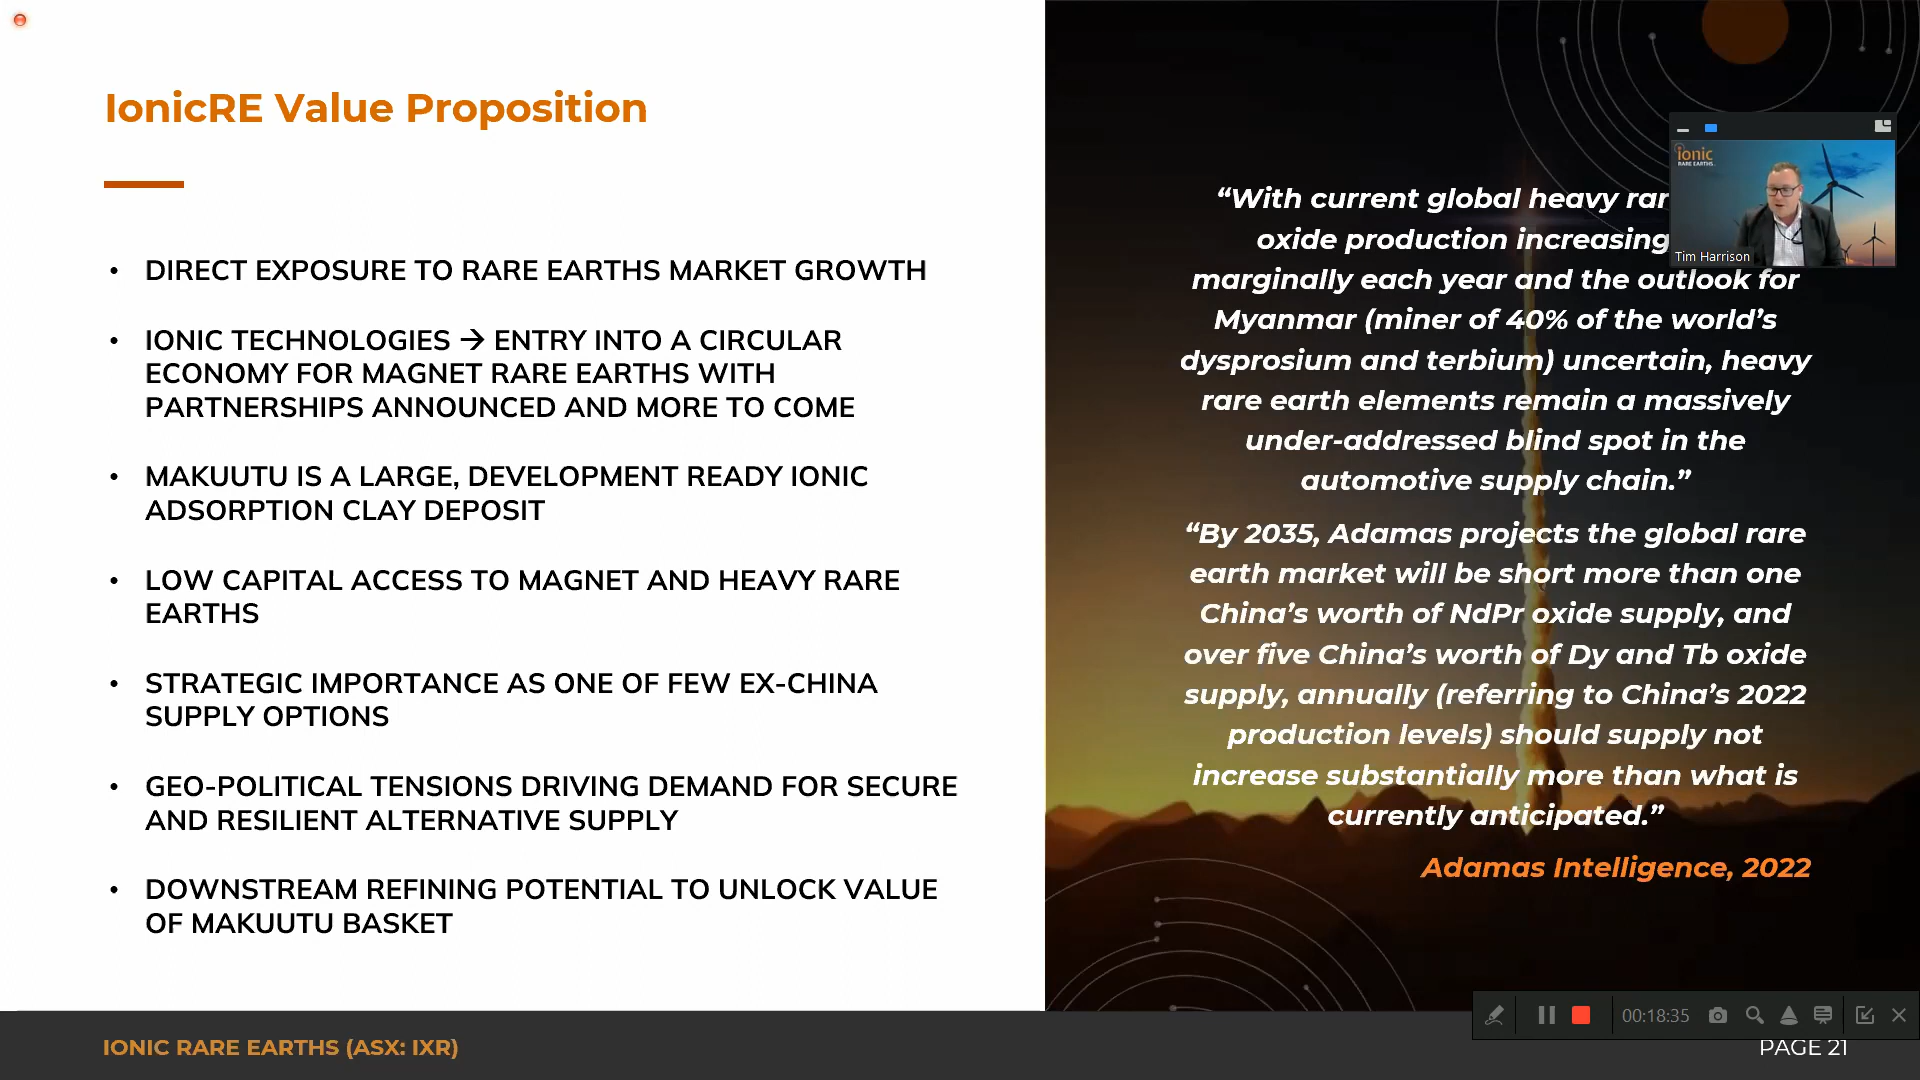 IonicRE Value Proposition
• DIRECT EXPOSURE TO RARE EARTHS MARKET GROWTH
• IONIC TECHNOLOGIES → ENTRY INTO A CIRCULAR
ECONOMY FOR MAGNET RARE EARTHS WITH
PARTNERSHIPS ANNOUNCED AND MORE TO COME
• MAKUUTU IS A LARGE, DEVELOPMENT READY IONIC
ADSORPTION CLAY DEPOSIT
• LOW CAPITAL ACCESS TO MAGNET AND HEAVY RARE
EARTHS
• STRATEGIC IMPORTANCE AS ONE OF FEW EX-CHINA
SUPPLY OPTIONS
• GEO-POLITICAL TENSIONS DRIVING DEMAND FOR SECURE
AND RESILIENT ALTERNATIVE SUPPLY
• DOWNSTREAM REFINING POTENTIAL TO UNLOCK VALUE
OF MAKUUTU BASKET
“With current global heavy rar
oxide production increasing
marginally each year and the outlook for
Myanmar (miner of 40% of the world’s
dysprosium and terbium) uncertain, heavy
rare earth elements remain a massively
under-addressed blind spot in the
automotive supply chain.”
“By 2035, Adamas projects the global rare
earth market will be short more than one
China’s worth of NdPr oxide supply, and
over five China’s worth of Dy and Tb oxide
supply, annually (referring to China’s 2022
production levels) should supply not
increase substantially more than what is
currently anticipated.”
Adamas Intelligence, 2022
ionic
RARE EARTHS
Tim Harrison
00:18:35
IONIC RARE EARTHS (ASX: IXR)
PAGE 21